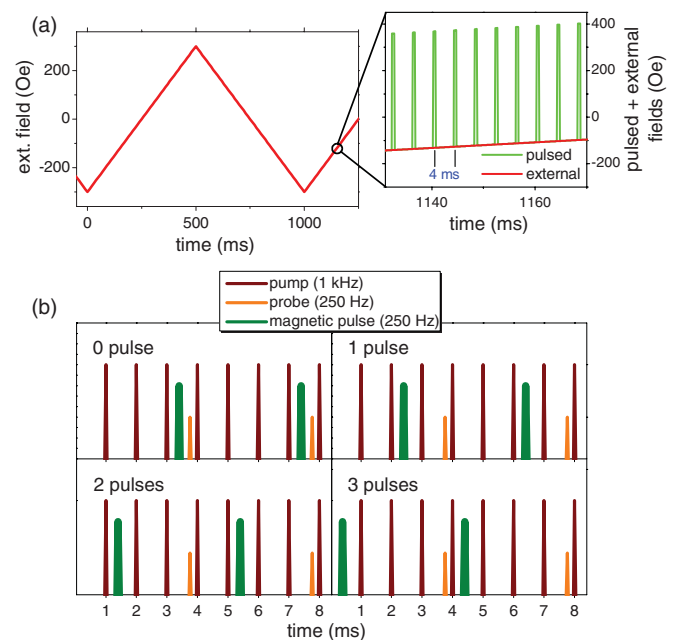 (a)
ext. field (Oe)
200
0
-200
0 500 1000
time (ms)
400
200
0
-200
pulsed + external
fields (Oe)
pulsed
external
4 ms
1140 1160
time (ms)
(b)
pump (1 kHz)
probe (250 Hz)
magnetic pulse (250 Hz)
0 pulse
1 pulse
2 pulses
3 pulses
1 2 3 4 5 6 7 8
1 2 3 4 5 6 7 8
time (ms)